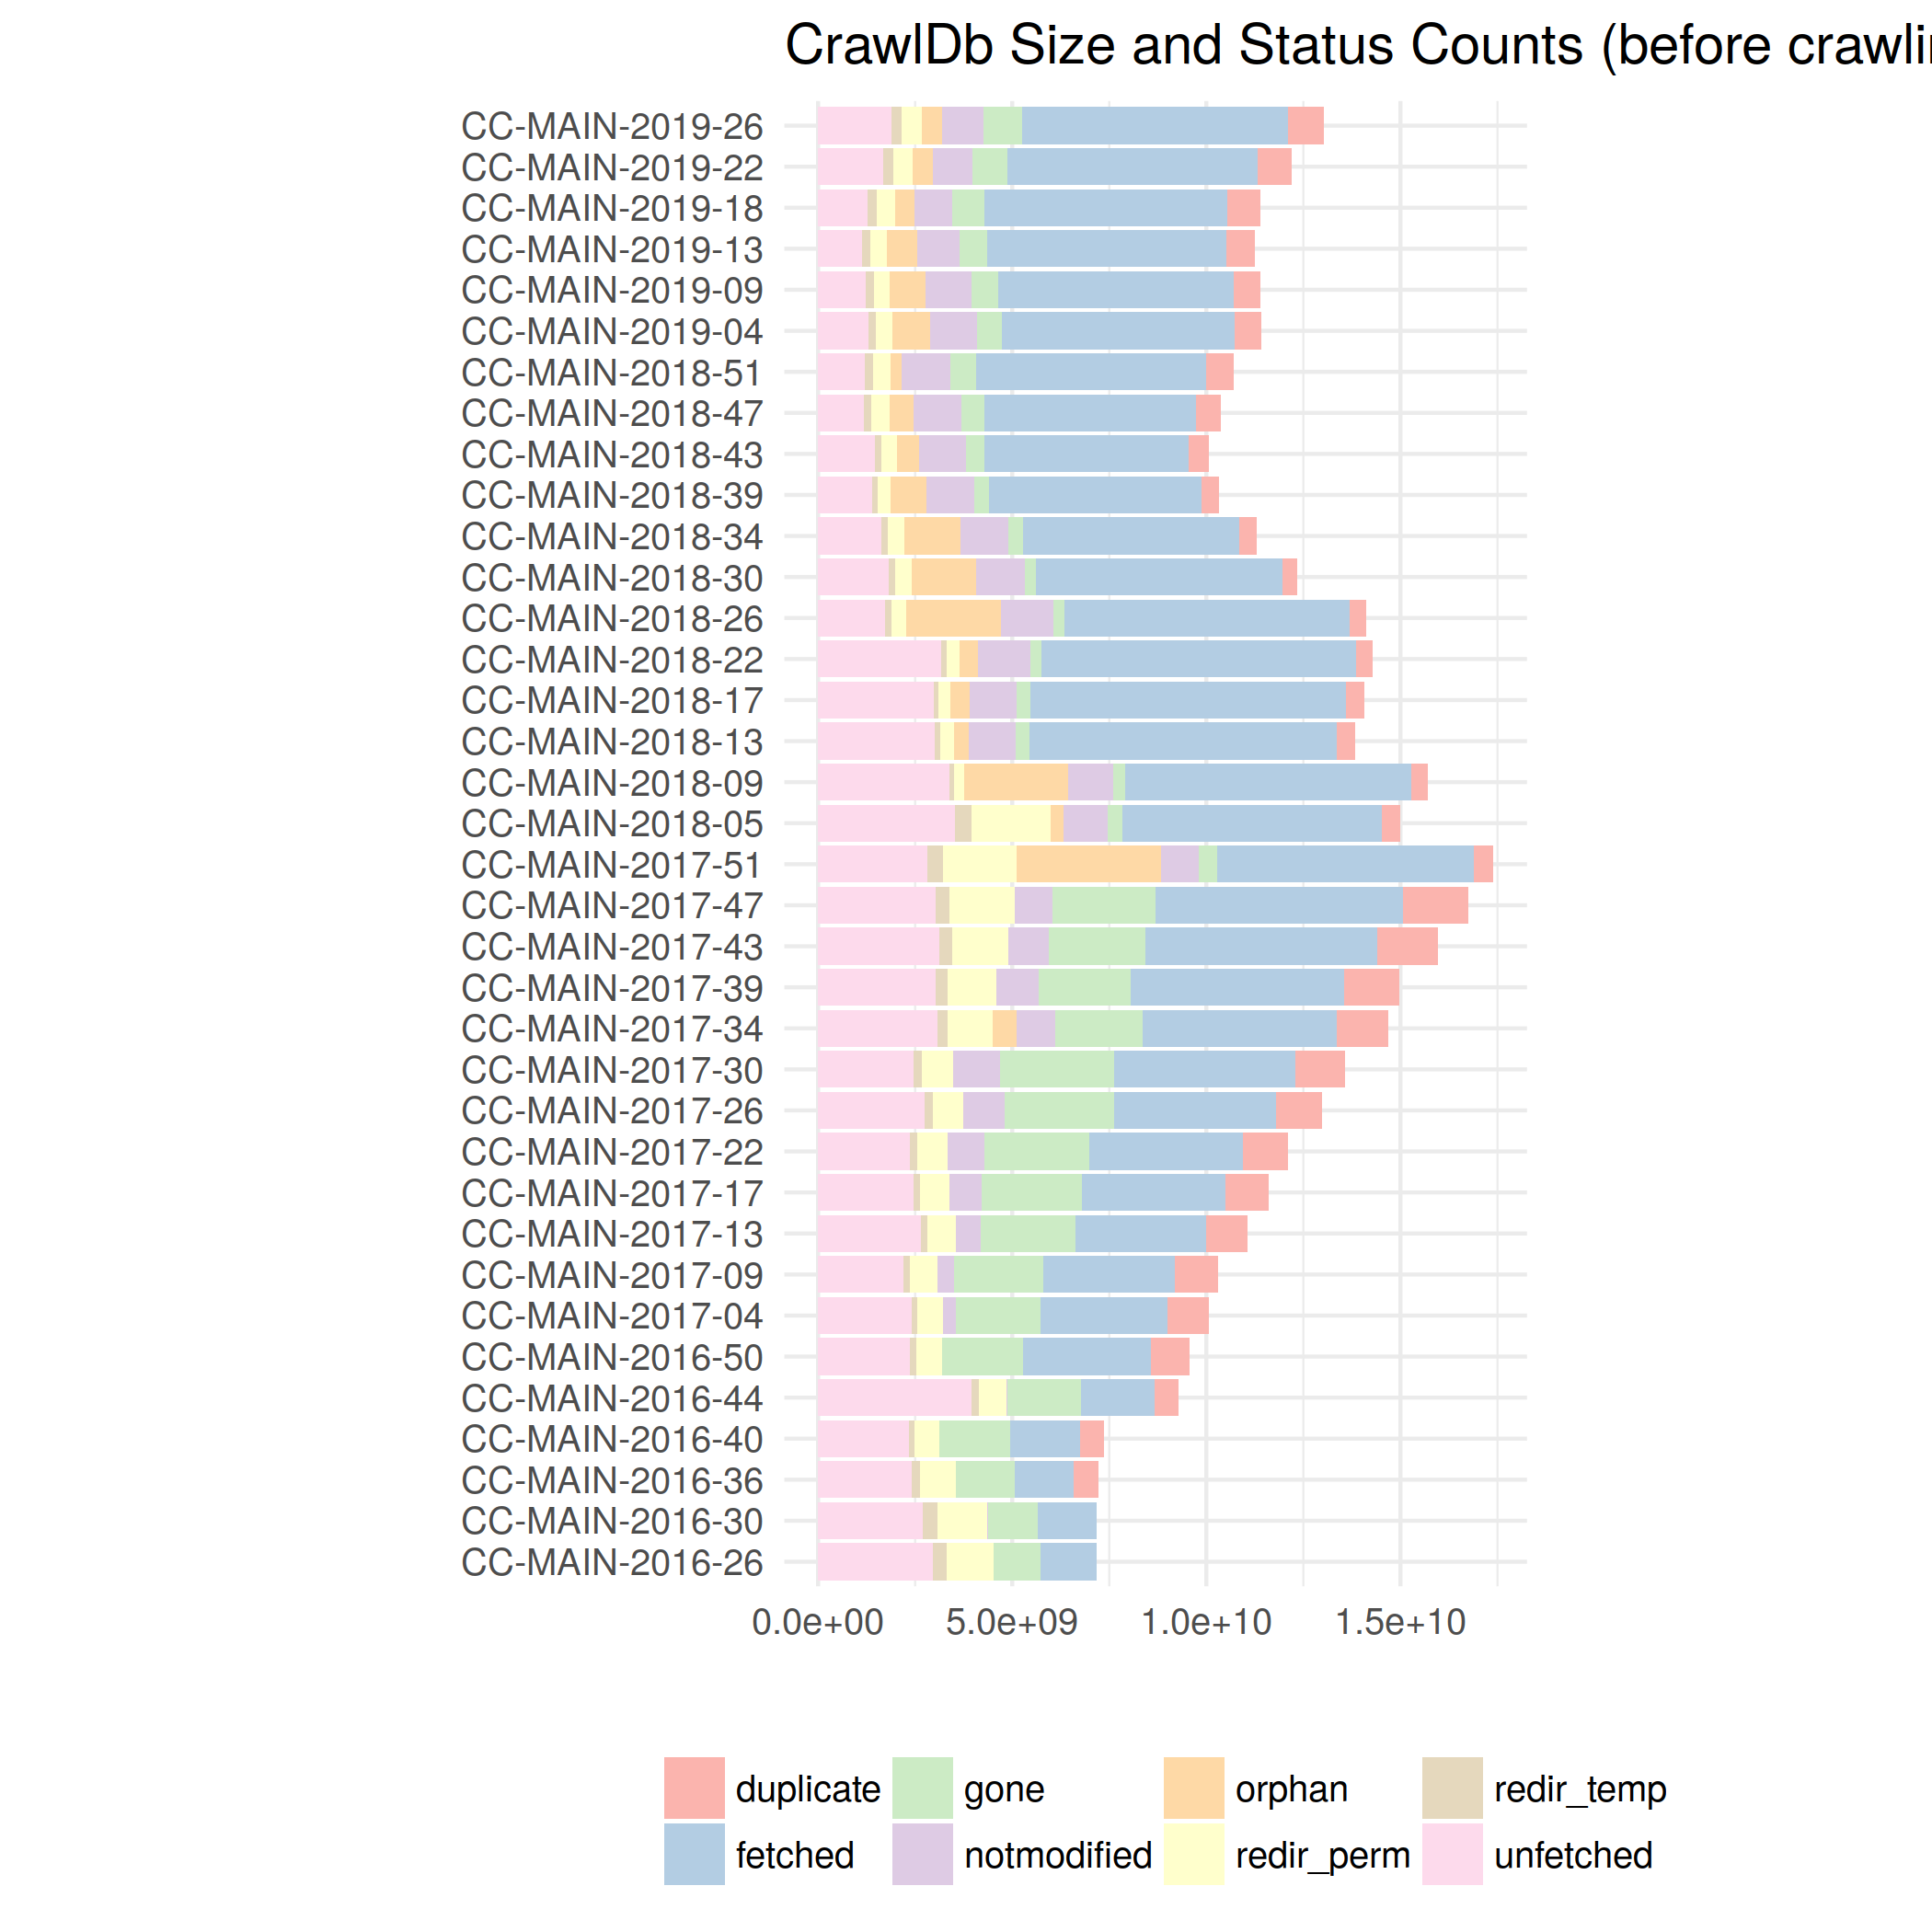 CrawlDb Size and Status Counts (before crawli
CC-MAIN-2019-26
CC-MAIN-2019-22
CC-MAIN-2019-18
CC-MAIN-2019-13
CC-MAIN-2019-09
CC-MAIN-2019-04
CC-MAIN-2018-51
CC-MAIN-2018-47
CC-MAIN-2018-43
CC-MAIN-2018-39
CC-MAIN-2018-34
CC-MAIN-2018-30
CC-MAIN-2018-26
CC-MAIN-2018-22
CC-MAIN-2018-17
CC-MAIN-2018-13
CC-MAIN-2018-09
CC-MAIN-2018-05
CC-MAIN-2017-51
CC-MAIN-2017-47
CC-MAIN-2017-43
CC-MAIN-2017-39
CC-MAIN-2017-34
CC-MAIN-2017-30
CC-MAIN-2017-26
CC-MAIN-2017-22
CC-MAIN-2017-17
CC-MAIN-2017-13
CC-MAIN-2017-09
CC-MAIN-2017-04
CC-MAIN-2016-50
CC-MAIN-2016-44
CC-MAIN-2016-40
CC-MAIN-2016-36
CC-MAIN-2016-30
CC-MAIN-2016-26
0.0e+00 5.0e+09 1.0e+10 1.5e+10
duplicate gone orphan redir_temp
fetched notmodified redir_perm unfetched